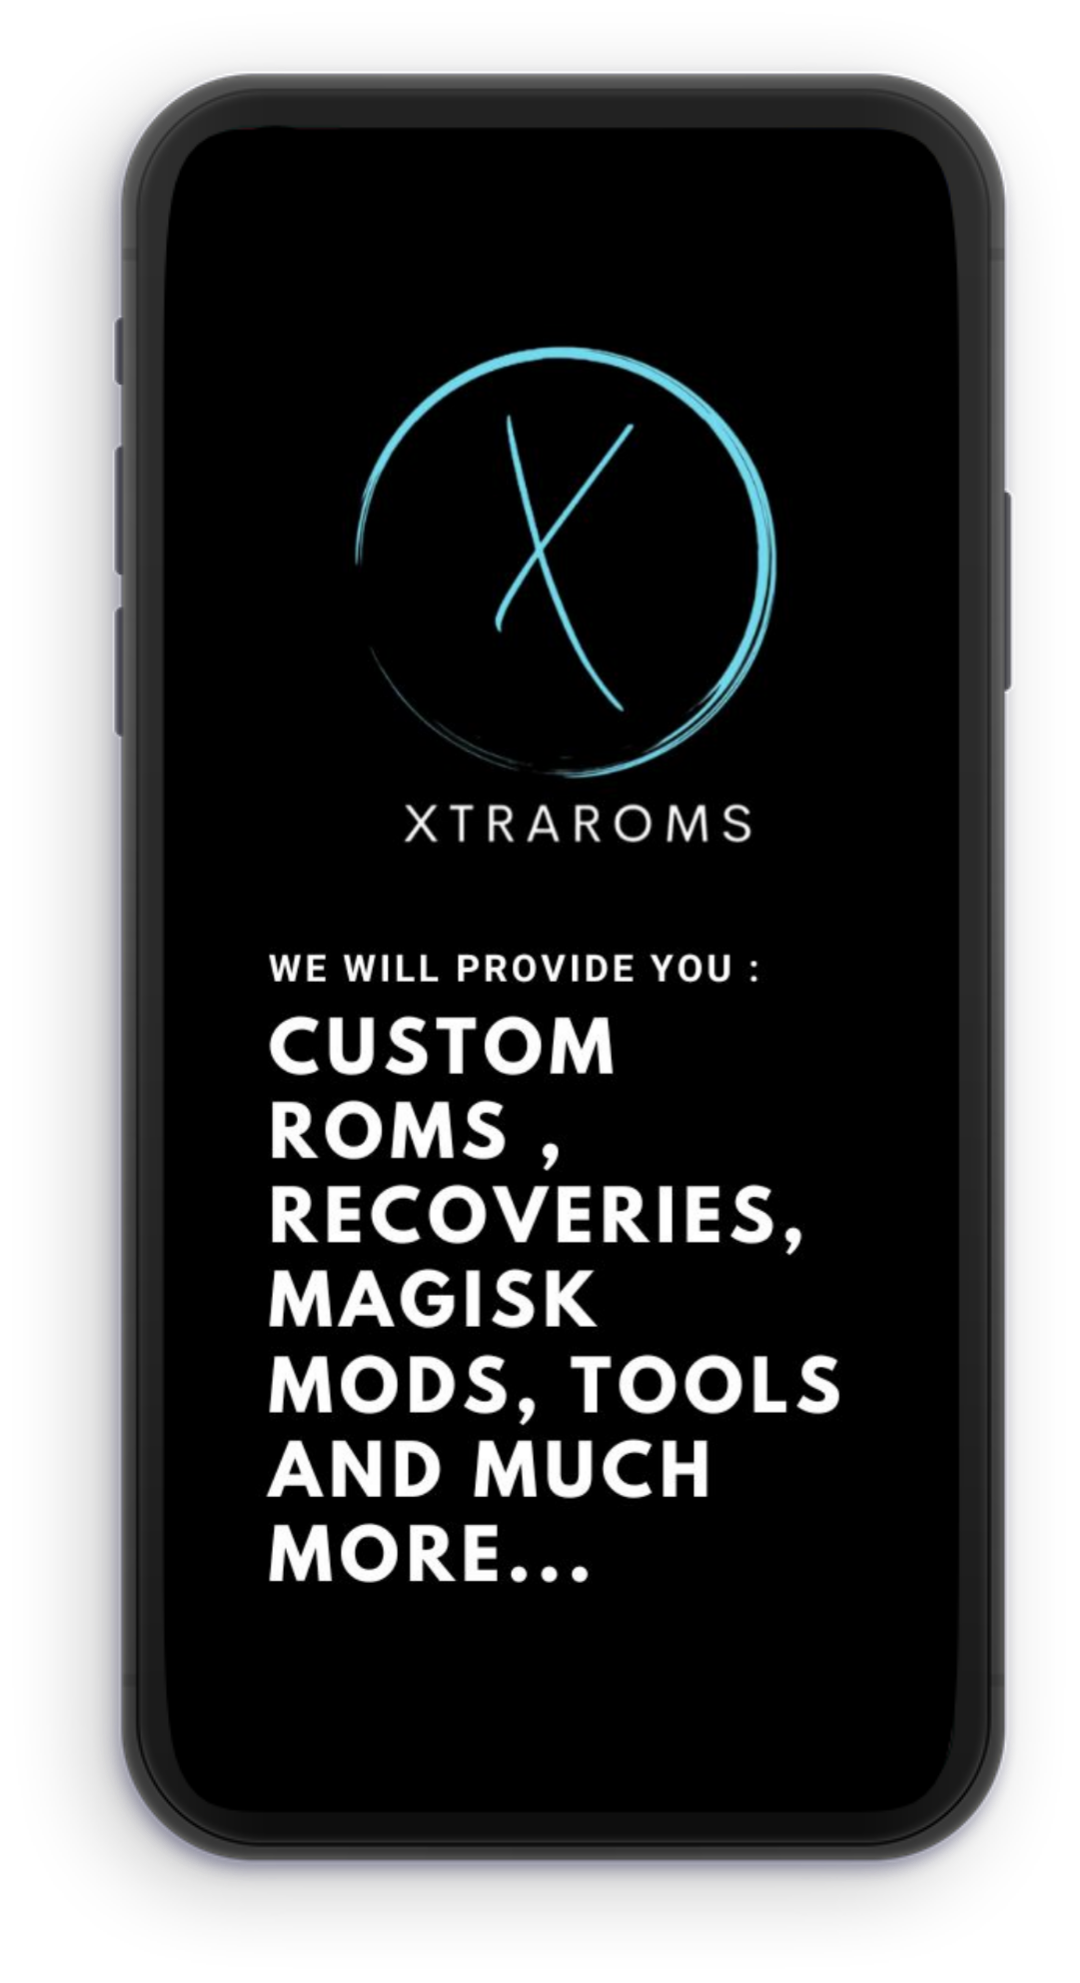 X
XTRAROMS
WE WILL PROVIDE YOU :
CUSTOM
ROMS ,
RECOVERIES,
MAGISK
MODS, TOOLS
AND MUCH
MORE...